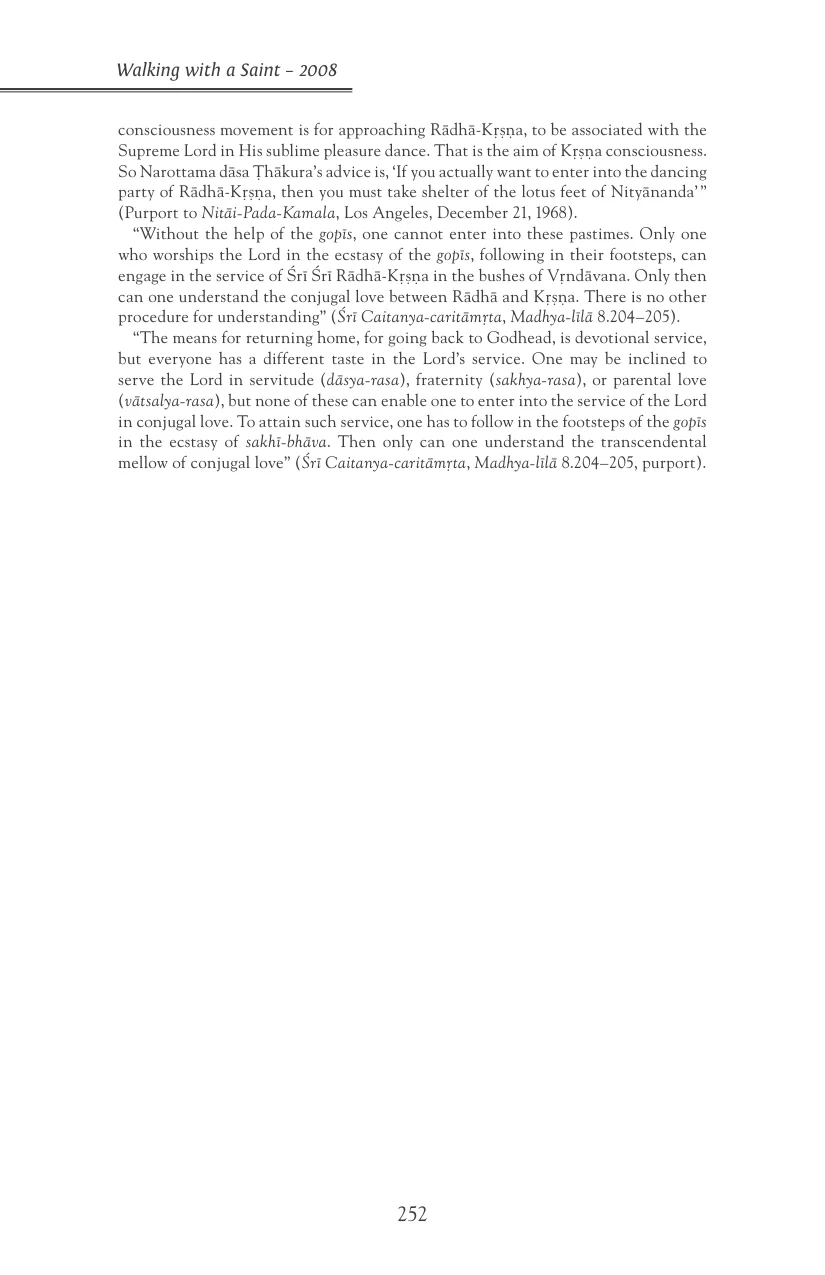 Walking with a Saint – 2008
consciousness movement is for approaching Rādhā-Kṛṣṇa, to be associated with the
Supreme Lord in His sublime pleasure dance. That is the aim of Kṛṣṇa consciousness.
So Narottama dāsa Ṭhākura’s advice is, ‘If you actually want to enter into the dancing
party of Rādhā-Kṛṣṇa, then you must take shelter of the lotus feet of Nityānanda’”
(Purport to Nitāi-Pada-Kamala, Los Angeles, December 21, 1968).
“Without the help of the gopīs, one cannot enter into these pastimes. Only one
who worships the Lord in the ecstasy of the gopīs, following in their footsteps, can
engage in the service of Śrī Śrī Rādhā-Kṛṣṇa in the bushes of Vṛndāvana. Only then
can one understand the conjugal love between Rādhā and Kṛṣṇa. There is no other
procedure for understanding” (Śrī Caitanya-caritāmṛta, Madhya-līlā 8.204–205).
“The means for returning home, for going back to Godhead, is devotional service,
but everyone has a different taste in the Lord’s service. One may be inclined to
serve the Lord in servitude (dāsya-rasa), fraternity (sakhya-rasa), or parental love
(vātsalya-rasa), but none of these can enable one to enter into the service of the Lord
in conjugal love. To attain such service, one has to follow in the footsteps of the gopīs
in the ecstasy of sakhī-bhāva. Then only can one understand the transcendental
mellow of conjugal love” (Śrī Caitanya-caritāmṛta, Madhya-līlā 8.204–205, purport).
252